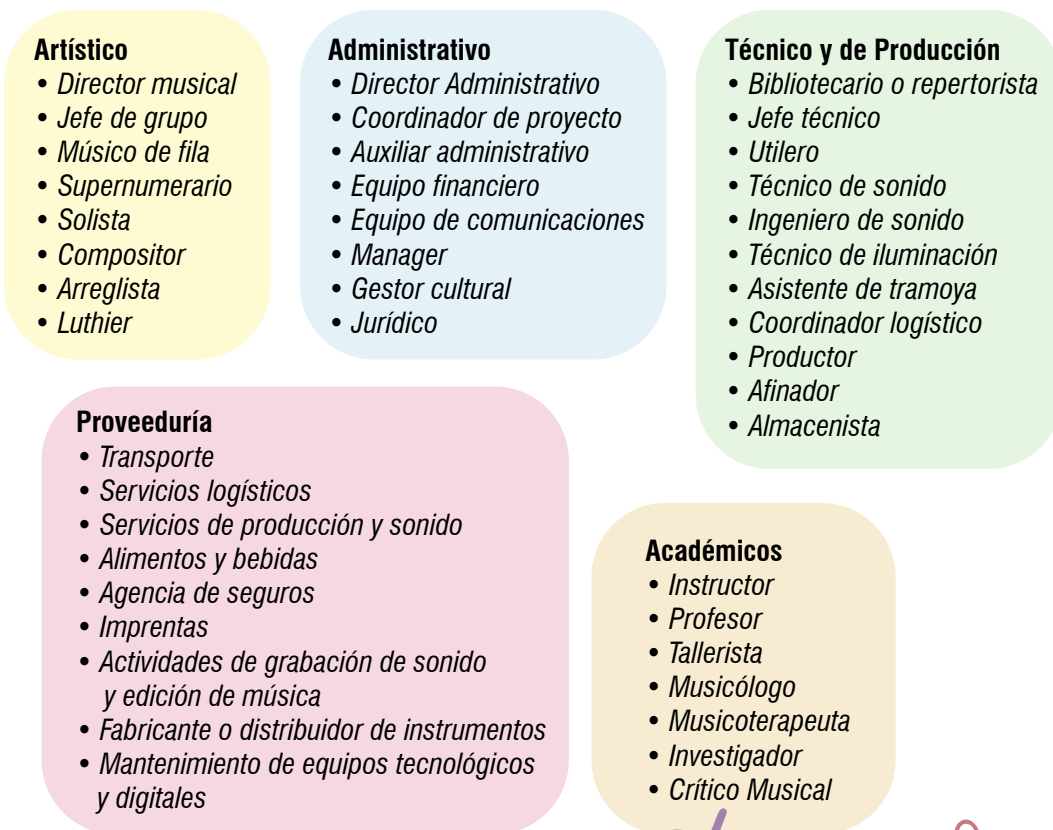 Artístico
• Director musical
• Jefe de grupo
• Músico de fila
• Supernumerario
• Solista
• Compositor
• Arreglista
• Luthier
Administrativo
• Director Administrativo
• Coordinador de proyecto
• Auxiliar administrativo
• Equipo financiero
• Equipo de comunicaciones
• Manager
• Gestor cultural
• Jurídico
Técnico y de Producción
• Bibliotecario o repertorista
• Jefe técnico
• Utilero
• Técnico de sonido
• Ingeniero de sonido
• Técnico de iluminación
• Asistente de tramoya
• Coordinador logístico
• Productor
• Afinador
• Almacenista
Proveeduría
• Transporte
• Servicios logísticos
• Servicios de producción y sonido
• Alimentos y bebidas
• Agencia de seguros
• Imprentas
• Actividades de grabación de sonido
y edición de música
• Fabricante o distribuidor de instrumentos
• Mantenimiento de equipos tecnológicos
y digitales
Académicos
• Instructor
• Profesor
• Tallerista
• Musicólogo
• Musicoterapeuta
• Investigador
• Crítico Musical